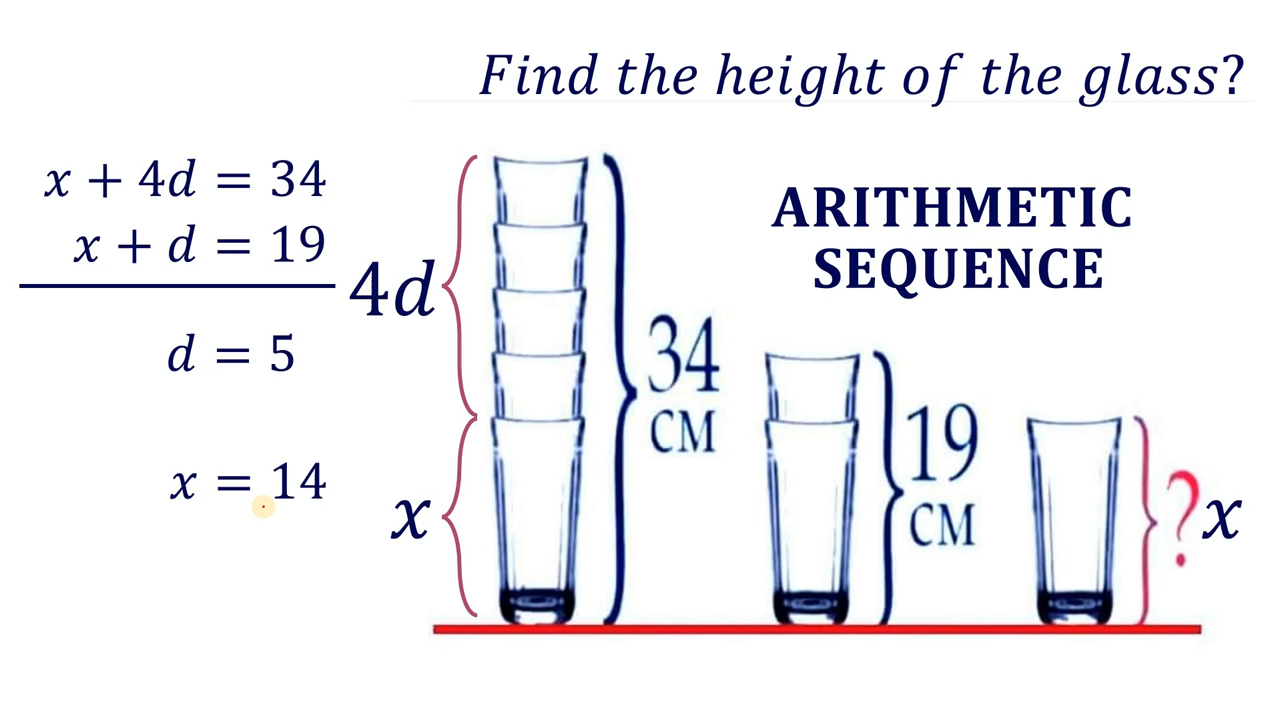 Find the height of the glass?
x + 4d = 34
x + d = 19
d = 5
x = 14
4d
x
34
CM
ARITHMETIC
SEQUENCE
19
CM
? x